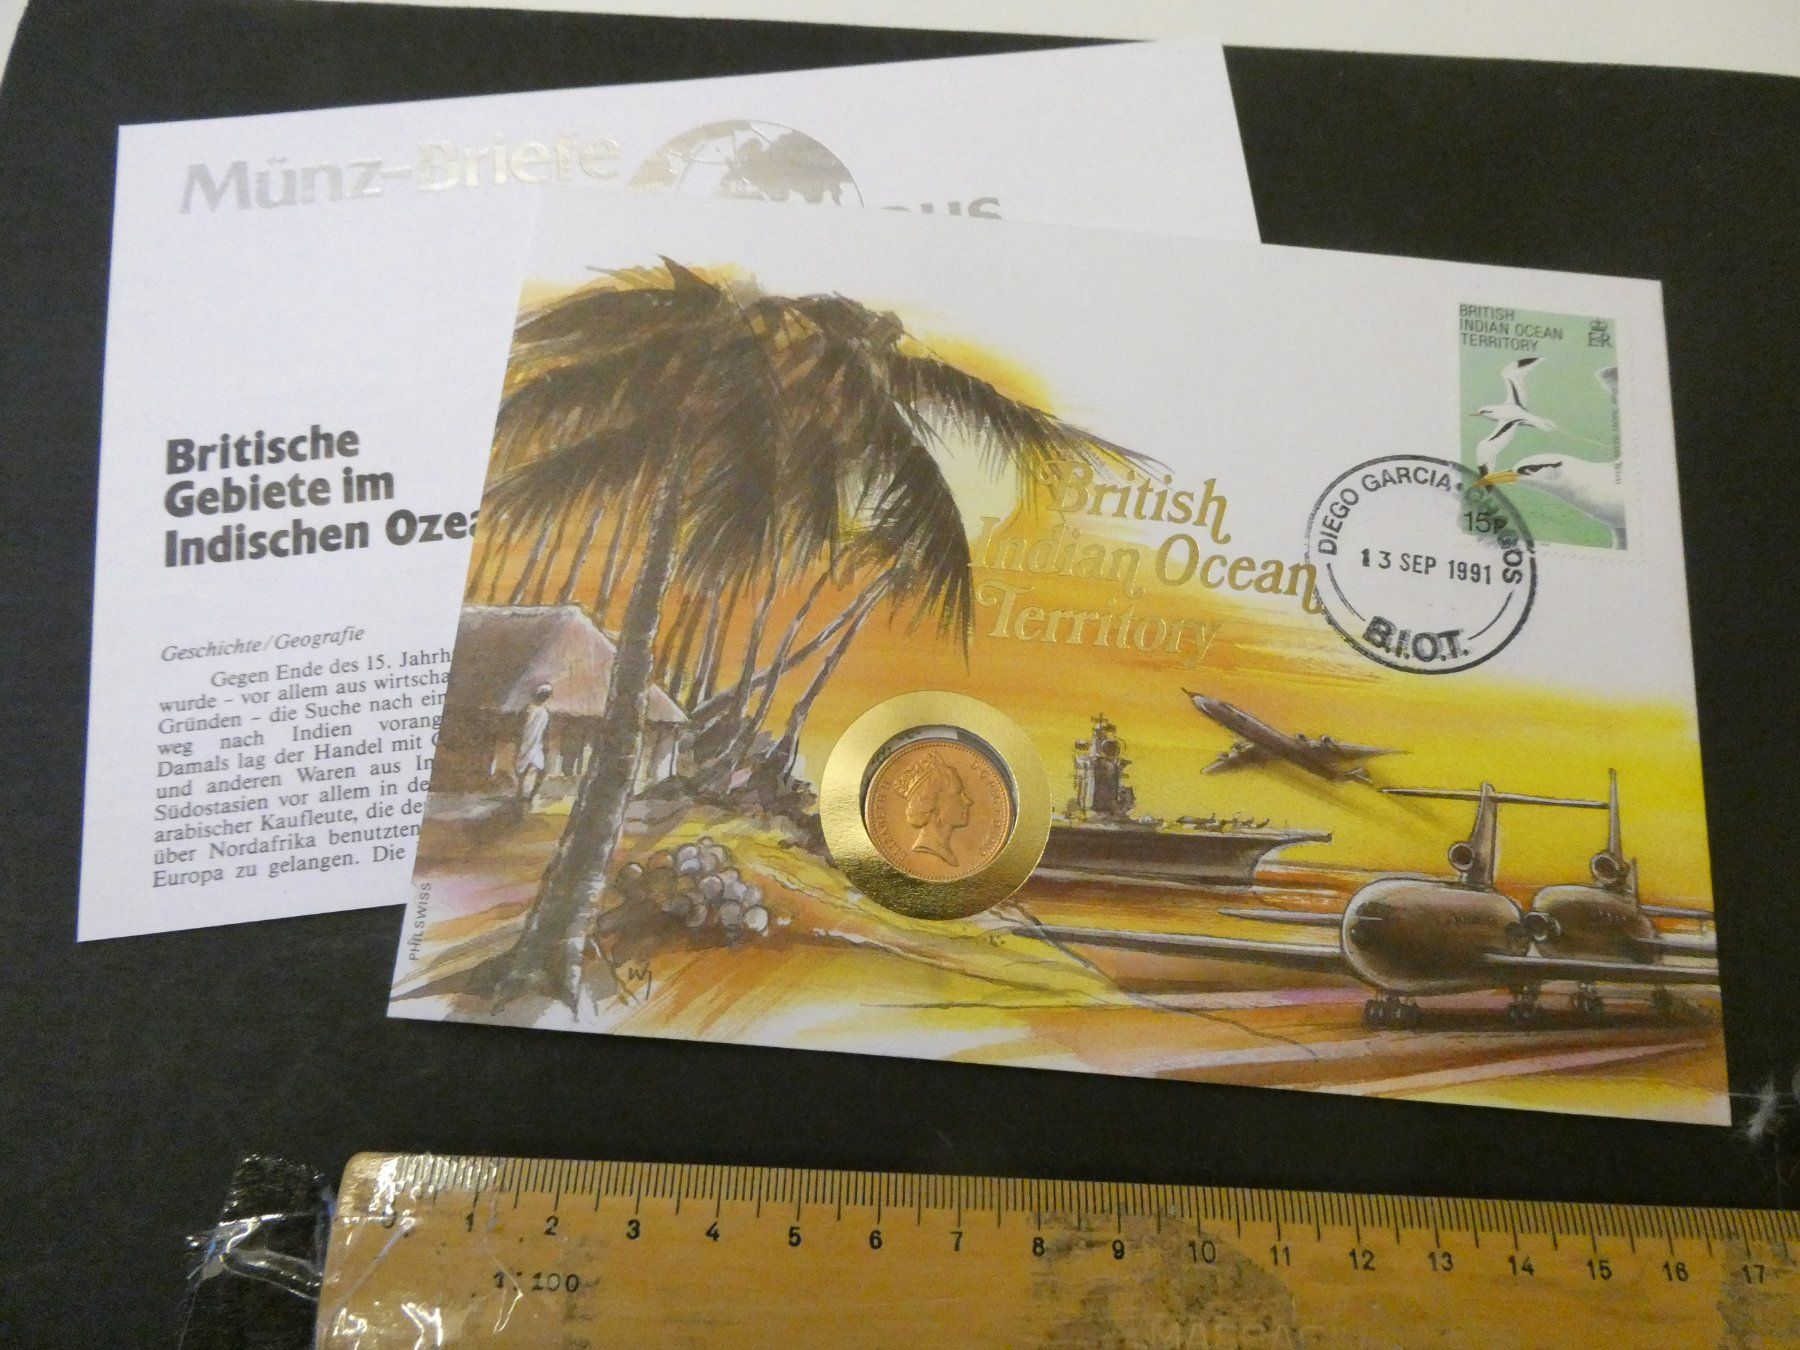 Münz-Briefe
aus
Britische
Gebiete im
Indischen Ozea
Geschichte/Geografie
Gegen Ende des 15. Jahrh
wurde – vor allem aus wirtscha
Gründen – die Suche nach ein
weg nach Indien vorang
Damals lag der Handel mit G
und anderen Waren aus In
Südostasien vor allem in de
arabischer Kaufleute, die de
über Nordafrika benutzten
Europa zu gelangen. Die
PHILSWISS
British
Indian Ocean
Territory
BRITISH
INDIAN OCEAN
TERRITORY
ER
15p
DIEGO GARCIA · CHAGOS
13 SEP 1991
B.I.O.T.
ELIZABETH II
0 1 2 3 4 5 6 7 8 9 10 11 12 13 14 15 16 17
1:100